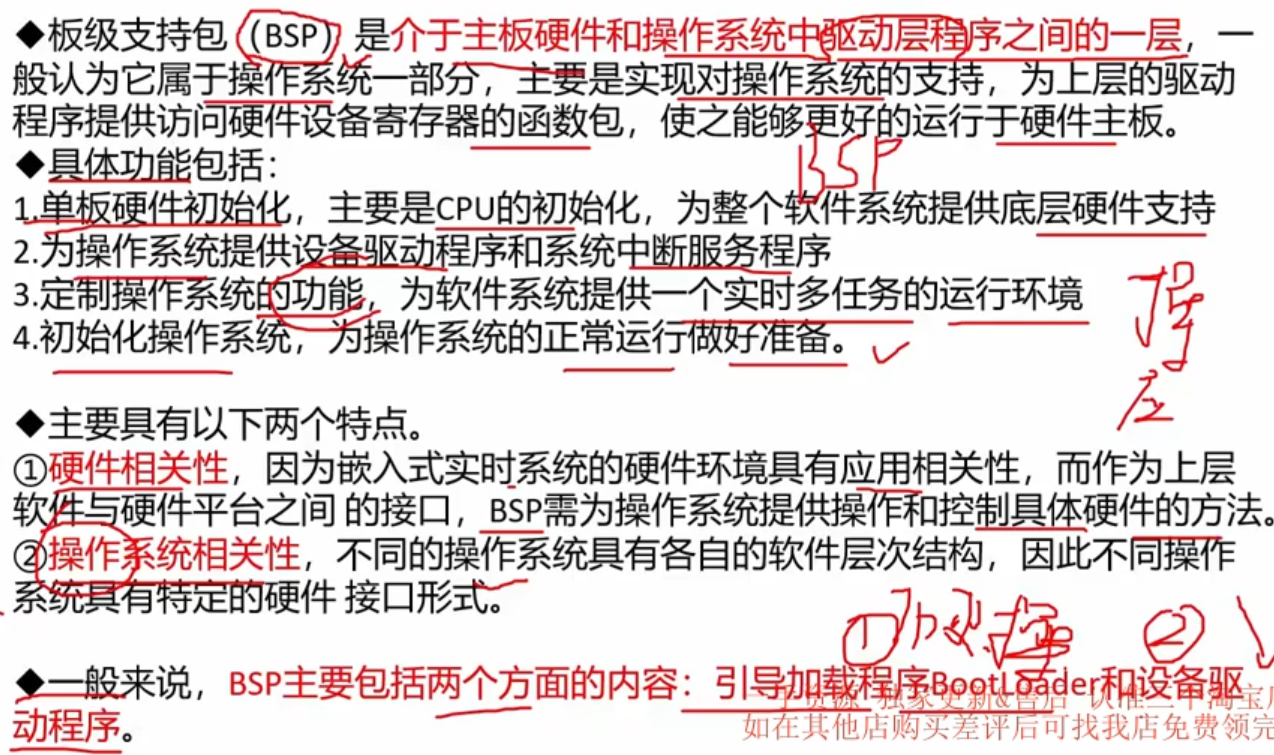 ◆板级支持包（BSP），是介于主板硬件和操作系统中驱动层程序之间的一层，一
般认为它属于操作系统一部分，主要是实现对操作系统的支持，为上层的驱动
程序提供访问硬件设备寄存器的函数包，使之能够更好的运行于硬件主板。
◆具体功能包括：
BSP
1.单板硬件初始化，主要是CPU的初始化，为整个软件系统提供底层硬件支持
2.为操作系统提供设备驱动程序和系统中断服务程序
3.定制操作系统的功能，为软件系统提供一个实时多任务的运行环境
4.初始化操作系统，为操作系统的正常运行做好准备。
◆主要具有以下两个特点。
①硬件相关性，因为嵌入式实时系统的硬件环境具有应用相关性，而作为上层
软件与硬件平台之间 的接口，BSP需为操作系统提供操作和控制具体硬件的方法。
②操作系统相关性，不同的操作系统具有各自的软件层次结构，因此不同操作
系统具有特定的硬件 接口形式。
① ②
◆一般来说，BSP主要包括两个方面的内容：引导加载程序BootLoader和设备驱
动程序。
一手资源 独家更新&售后 认准二甲淘宝店
如在其他店购买差评后可找我店免费领完